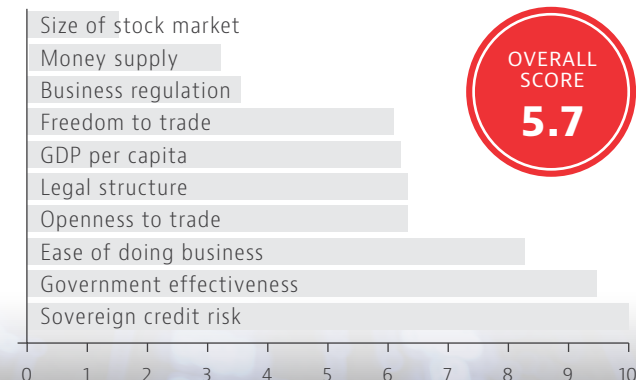 Size of stock market
Money supply
Business regulation
Freedom to trade
GDP per capita
Legal structure
Openness to trade
Ease of doing business
Government effectiveness
Sovereign credit risk
0 1 2 3 4 5 6 7 8 9 10
OVERALL
SCORE
5.7